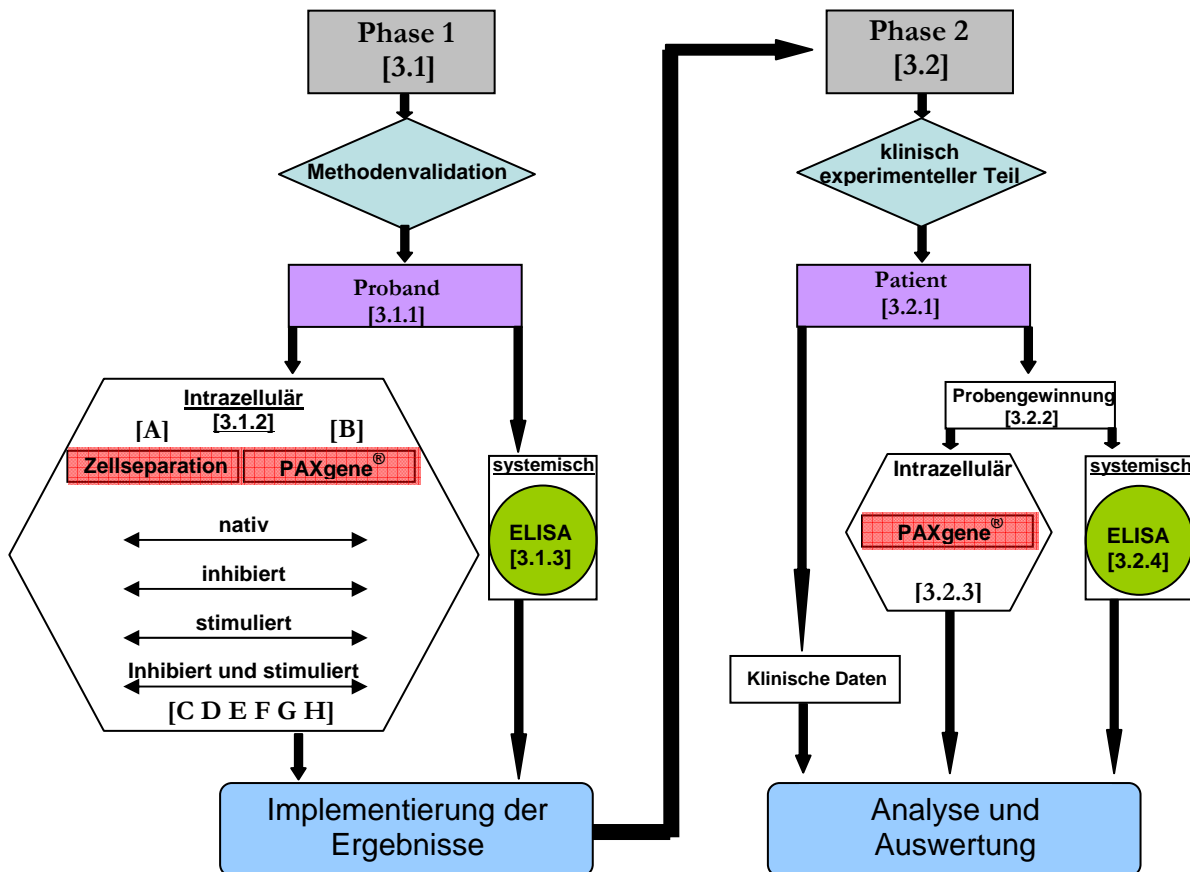 Phase 1
[3.1]
Methodenvalidation
Proband
[3.1.1]
Intrazellulär
[3.1.2]
[A]
[B]
Zellseparation
PAXgene®
nativ
inhibiert
stimuliert
Inhibiert und stimuliert
[C D E F G H]
systemisch
ELISA
[3.1.3]
Implementierung der
Ergebnisse
Phase 2
[3.2]
klinisch
experimenteller Teil
Patient
[3.2.1]
Probengewinnung
[3.2.2]
Intrazellulär
PAXgene®
[3.2.3]
systemisch
ELISA
[3.2.4]
Klinische Daten
Analyse und
Auswertung